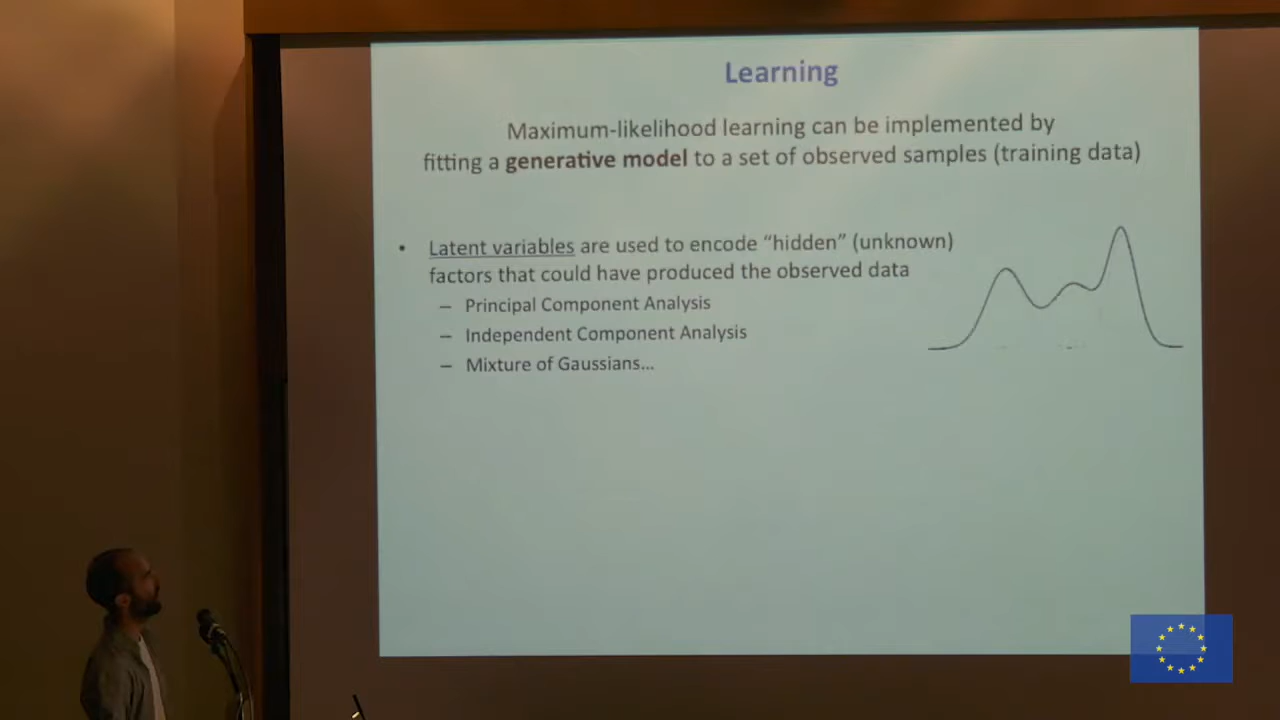 Learning
Maximum-likelihood learning can be implemented by
fitting a generative model to a set of observed samples (training data)
• Latent variables are used to encode “hidden” (unknown)
factors that could have produced the observed data
– Principal Component Analysis
– Independent Component Analysis
– Mixture of Gaussians...